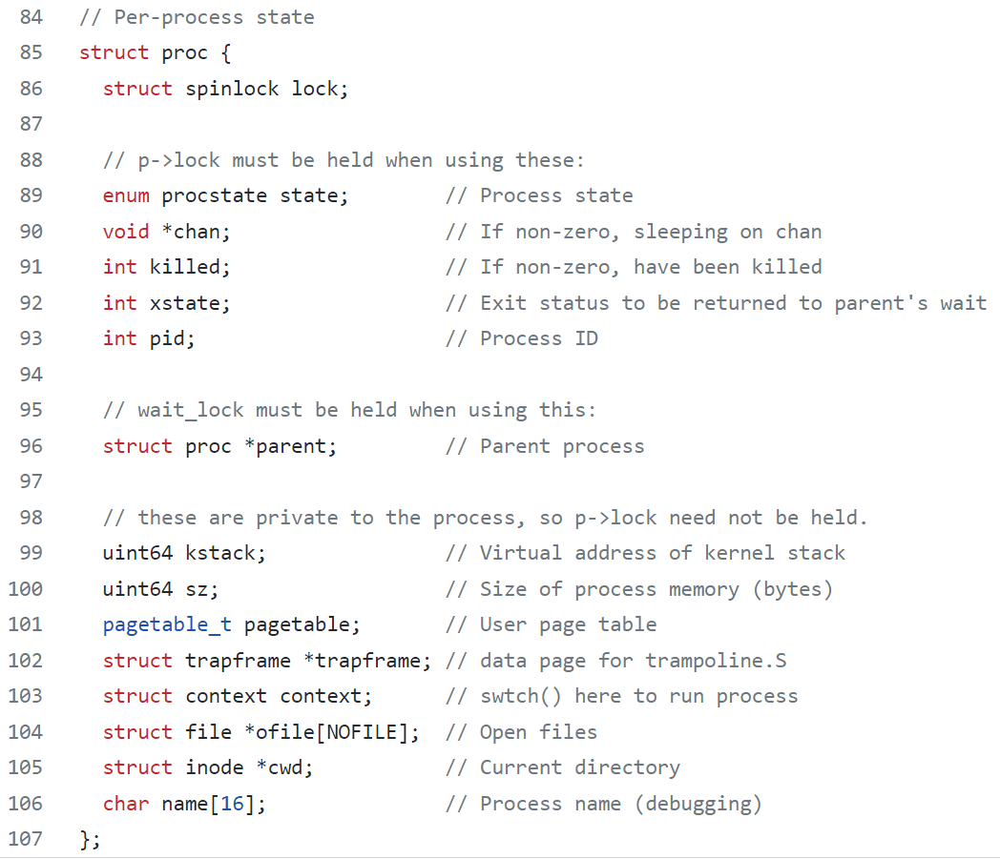 84 // Per-process state
85 struct proc {
86   struct spinlock lock;
87
88   // p->lock must be held when using these:
89   enum procstate state;        // Process state
90   void *chan;                  // If non-zero, sleeping on chan
91   int killed;                  // If non-zero, have been killed
92   int xstate;                  // Exit status to be returned to parent's wait
93   int pid;                     // Process ID
94
95   // wait_lock must be held when using this:
96   struct proc *parent;         // Parent process
97
98   // these are private to the process, so p->lock need not be held.
99   uint64 kstack;               // Virtual address of kernel stack
100   uint64 sz;                   // Size of process memory (bytes)
101   pagetable_t pagetable;       // User page table
102   struct trapframe *trapframe; // data page for trampoline.S
103   struct context context;      // swtch() here to run process
104   struct file *ofile[NOFILE];  // Open files
105   struct inode *cwd;           // Current directory
106   char name[16];               // Process name (debugging)
107 };